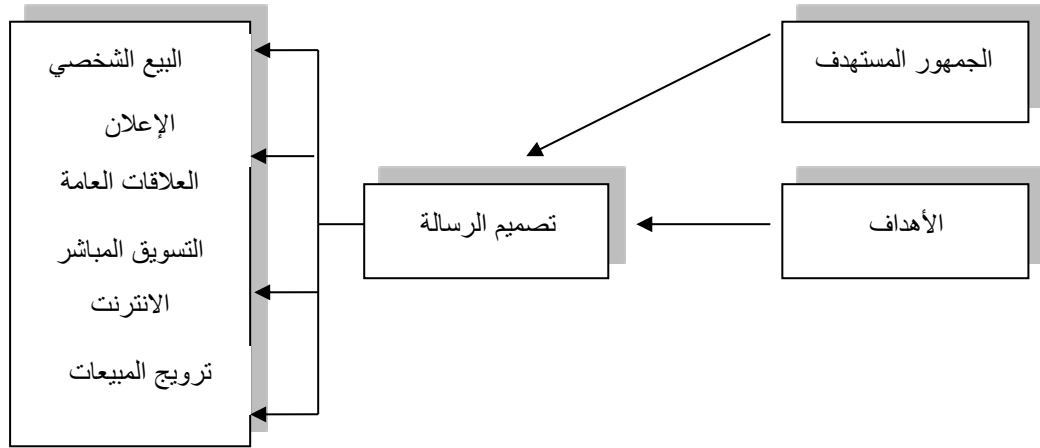 الجمهور المستهدف
الأهداف
تصميم الرسالة
البيع الشخصي
الإعلان
العلاقات العامة
التسويق المباشر
الانترنت
ترويج المبيعات